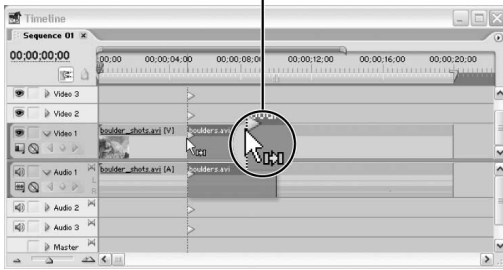 Timeline
Sequence 01
00:00;00;00
00;00 00:00;04;00 00:00;08;00 00:00;12;00 00:00;16;00 00:00;20;00
Video 3
Video 2
Video 1 boulder_shots.avi [V] boulders.avi
Audio 1 boulder_shots.avi [A] boulders.avi
L
R
Audio 2
Audio 3
Master